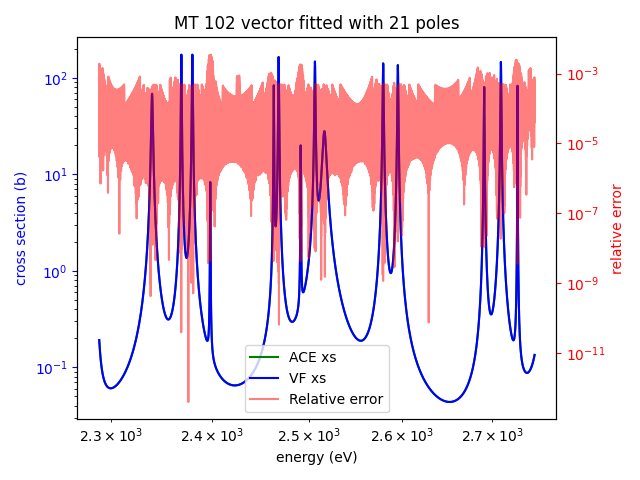 MT 102 vector fitted with 21 poles
10²
10¹
10⁰
10⁻¹
cross section (b)
10⁻³
10⁻⁵
10⁻⁷
10⁻⁹
10⁻¹¹
relative error
ACE xs
VF xs
Relative error
2.3 × 10³ 2.4 × 10³ 2.5 × 10³ 2.6 × 10³ 2.7 × 10³
energy (eV)